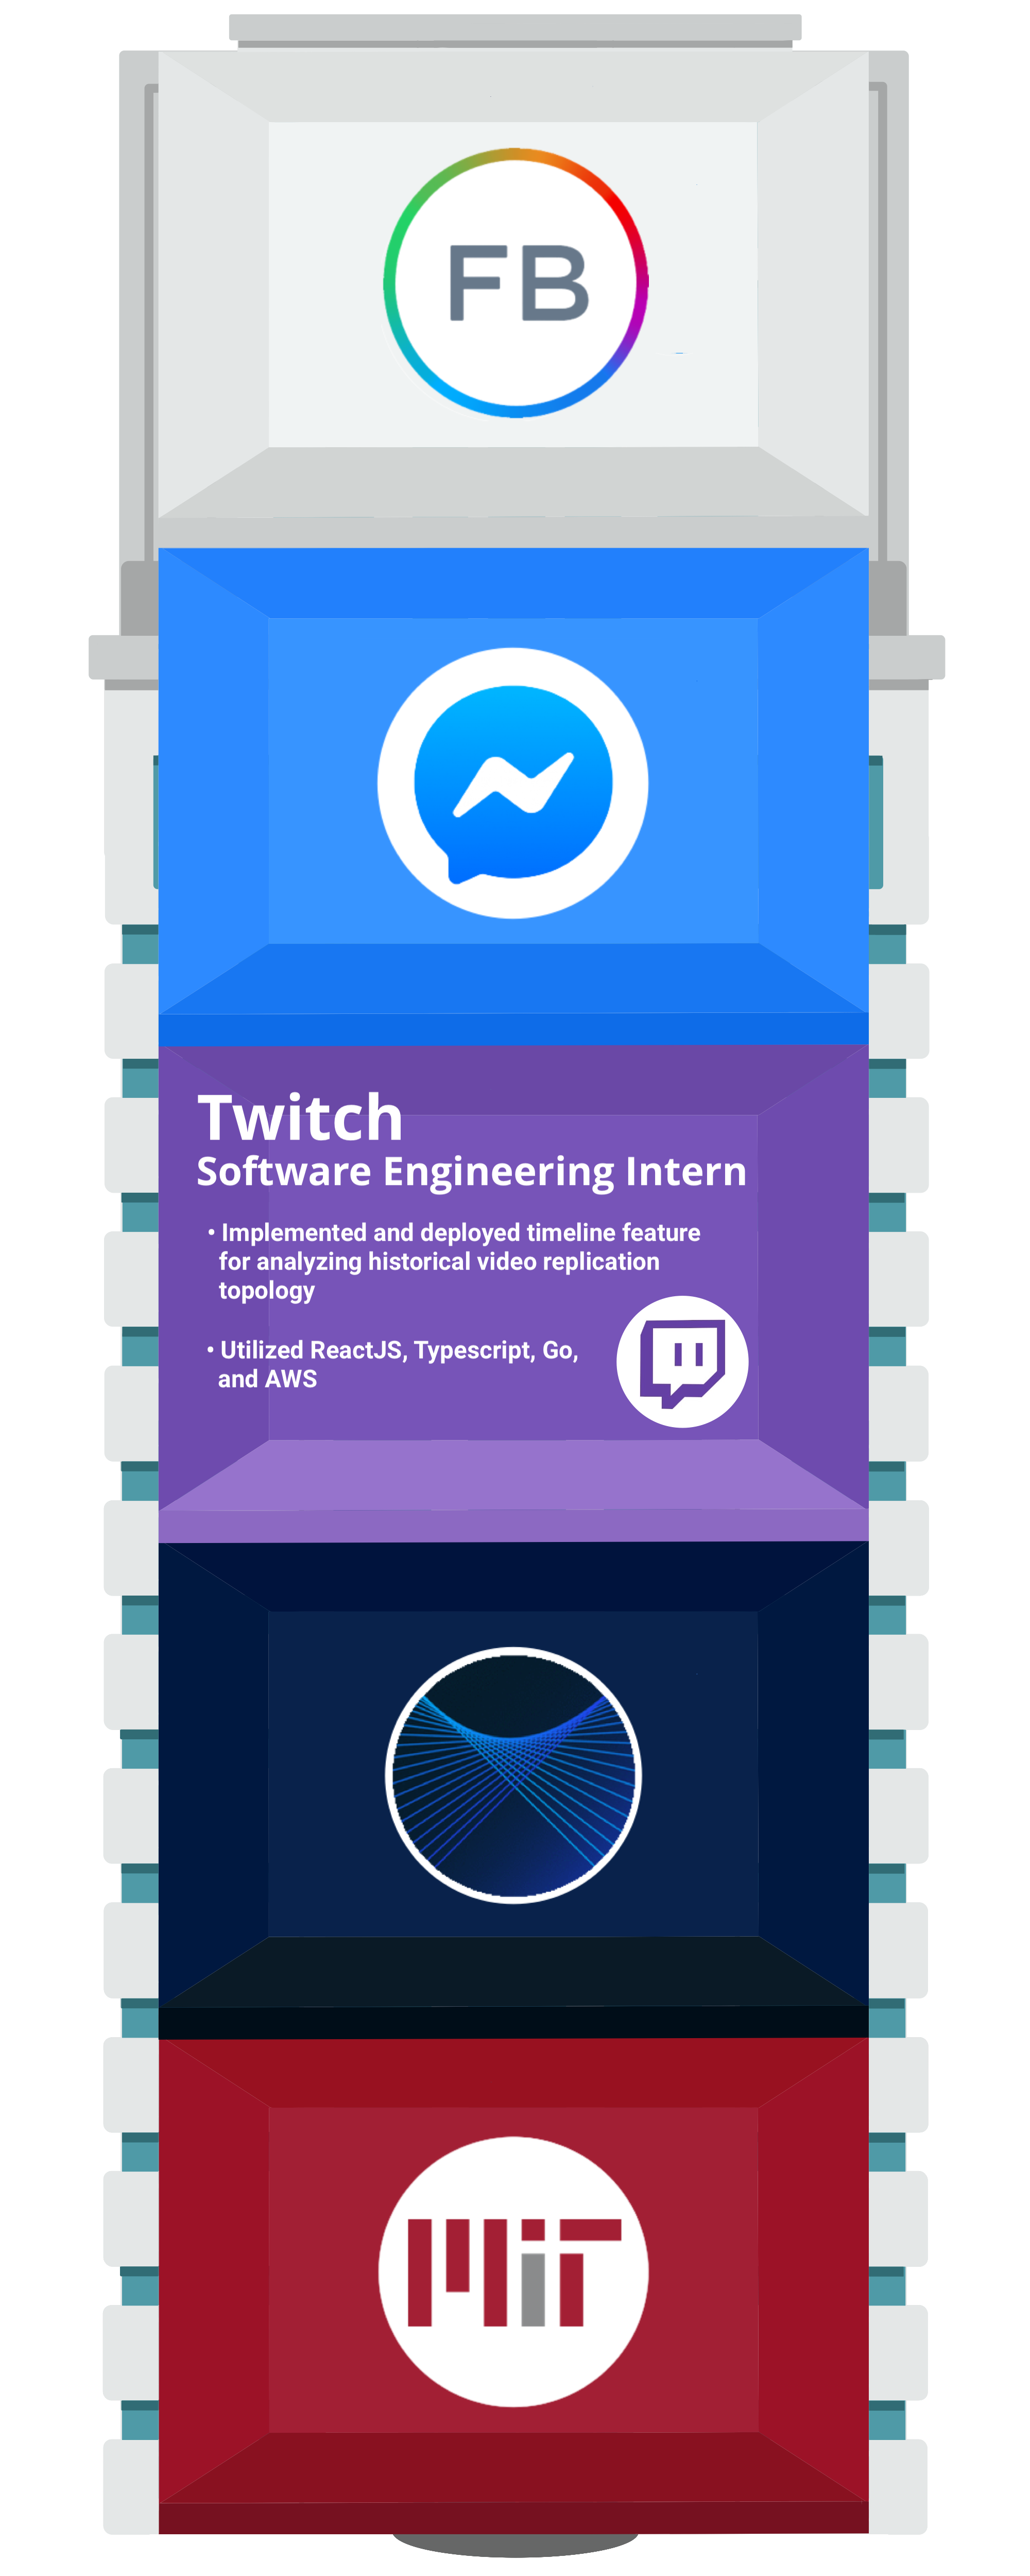 FB
Twitch
Software Engineering Intern
• Implemented and deployed timeline feature
for analyzing historical video replication
topology
• Utilized ReactJS, Typescript, Go,
and AWS
MIT